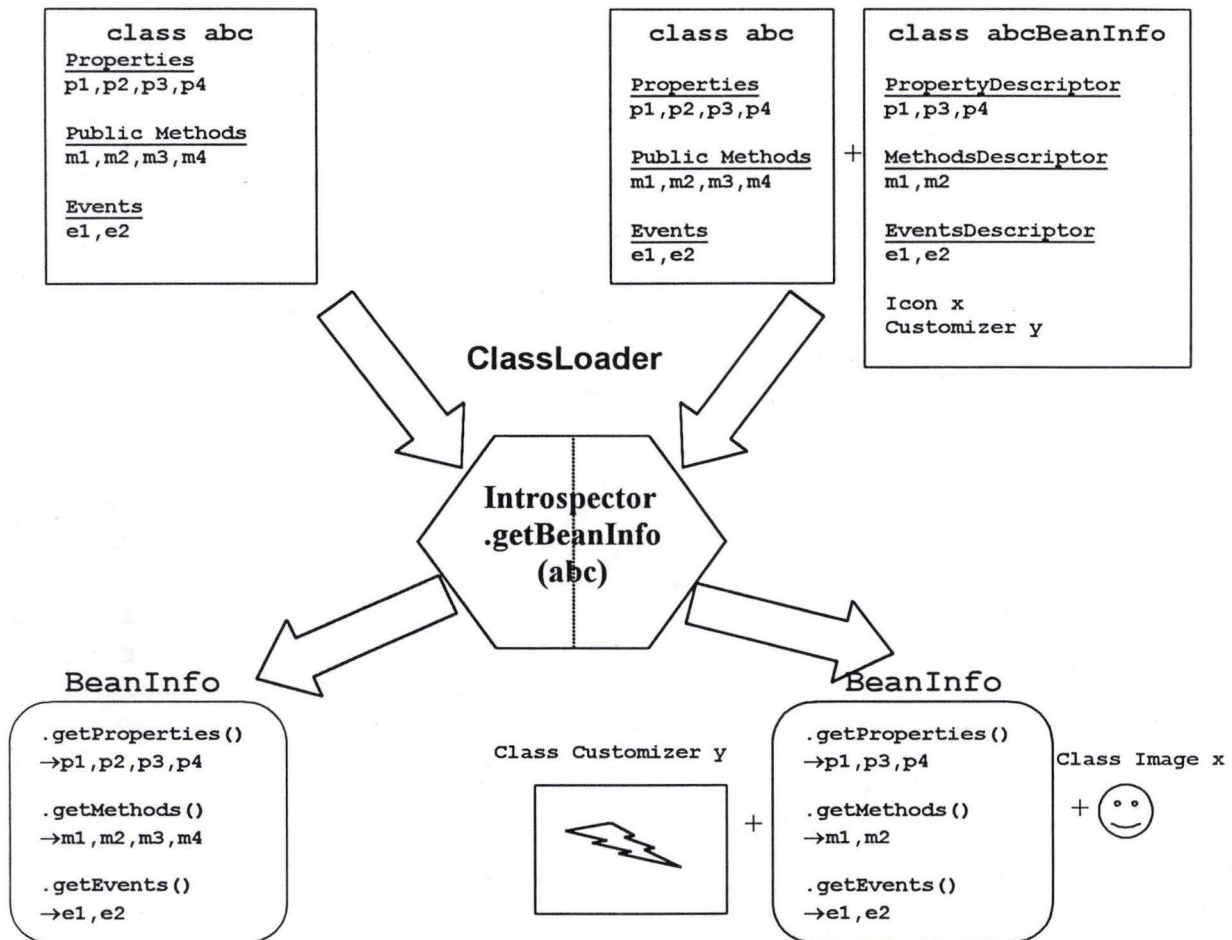 class abc
Properties
p1,p2,p3,p4
Public Methods
m1,m2,m3,m4
Events
e1,e2
class abc
Properties
p1,p2,p3,p4
Public Methods
m1,m2,m3,m4
Events
e1,e2
+
class abcBeanInfo
PropertyDescriptor
p1,p3,p4
MethodsDescriptor
m1,m2
EventsDescriptor
e1,e2
Icon x
Customizer y
ClassLoader
Introspector
.getBeanInfo
(abc)
BeanInfo
.getProperties()
→p1,p2,p3,p4
.getMethods()
→m1,m2,m3,m4
.getEvents()
→e1,e2
Class Customizer y
+
BeanInfo
.getProperties()
→p1,p3,p4
.getMethods()
→m1,m2
.getEvents()
→e1,e2
Class Image x
+